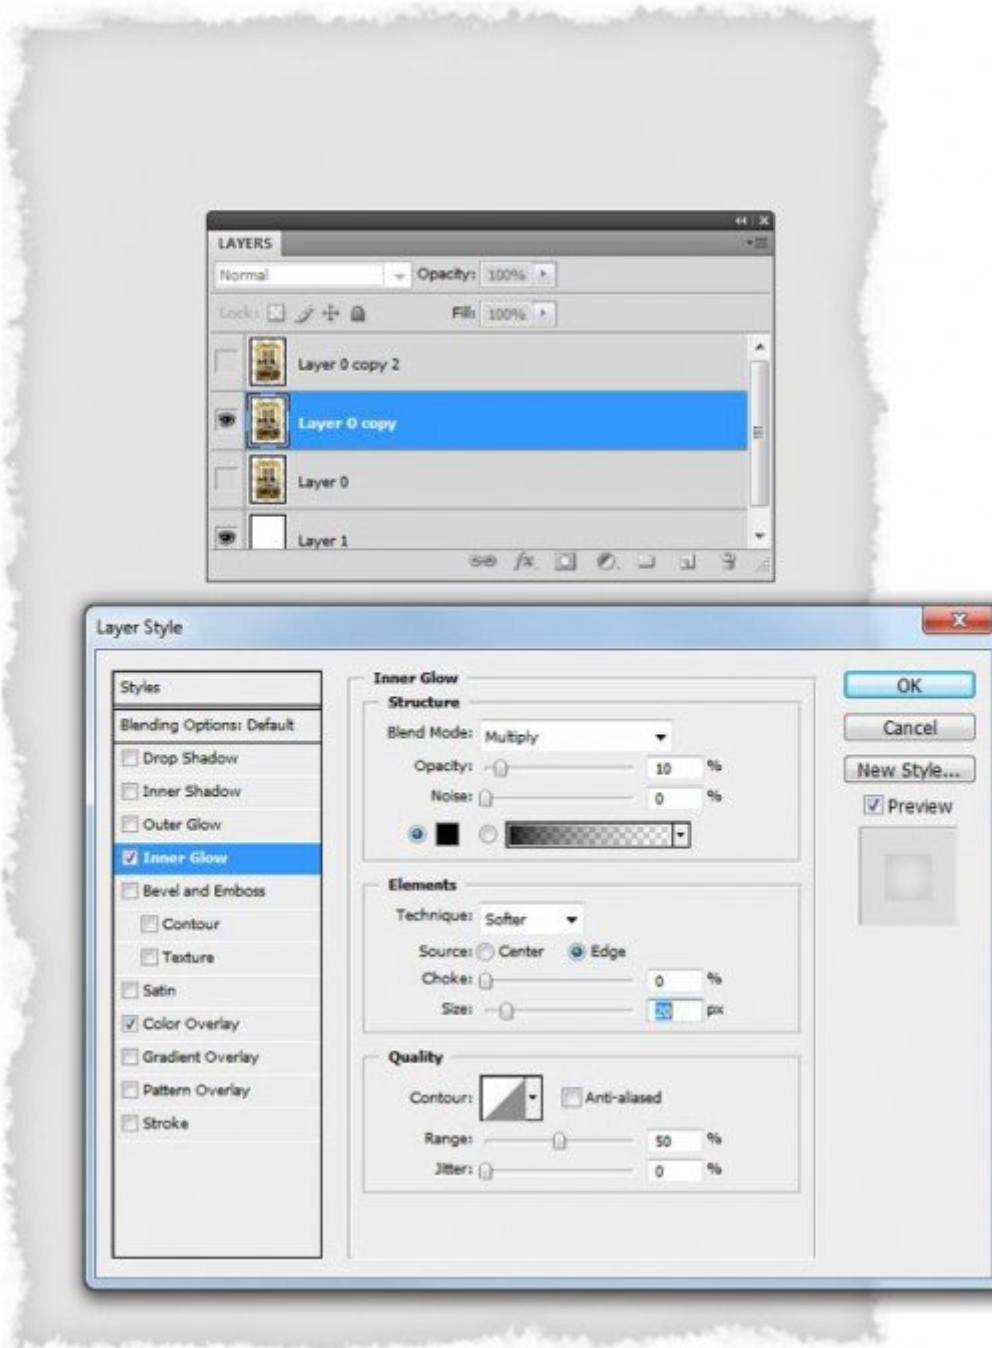 LAYERS
Normal Opacity: 100%
Lock: Fill: 100%
Layer 0 copy 2
Layer 0 copy
Layer 0
Layer 1
fx.
Layer Style
Styles
Blending Options: Default
Drop Shadow
Inner Shadow
Outer Glow
Inner Glow
Bevel and Emboss
Contour
Texture
Satin
Color Overlay
Gradient Overlay
Pattern Overlay
Stroke
Inner Glow
Structure
Blend Mode: Multiply
Opacity: 10 %
Noise: 0 %
Elements
Technique: Softer
Source: Center Edge
Choke: 0 %
Size: 20 px
Quality
Contour: Anti-aliased
Range: 50 %
Jitter: 0 %
OK
Cancel
New Style...
Preview